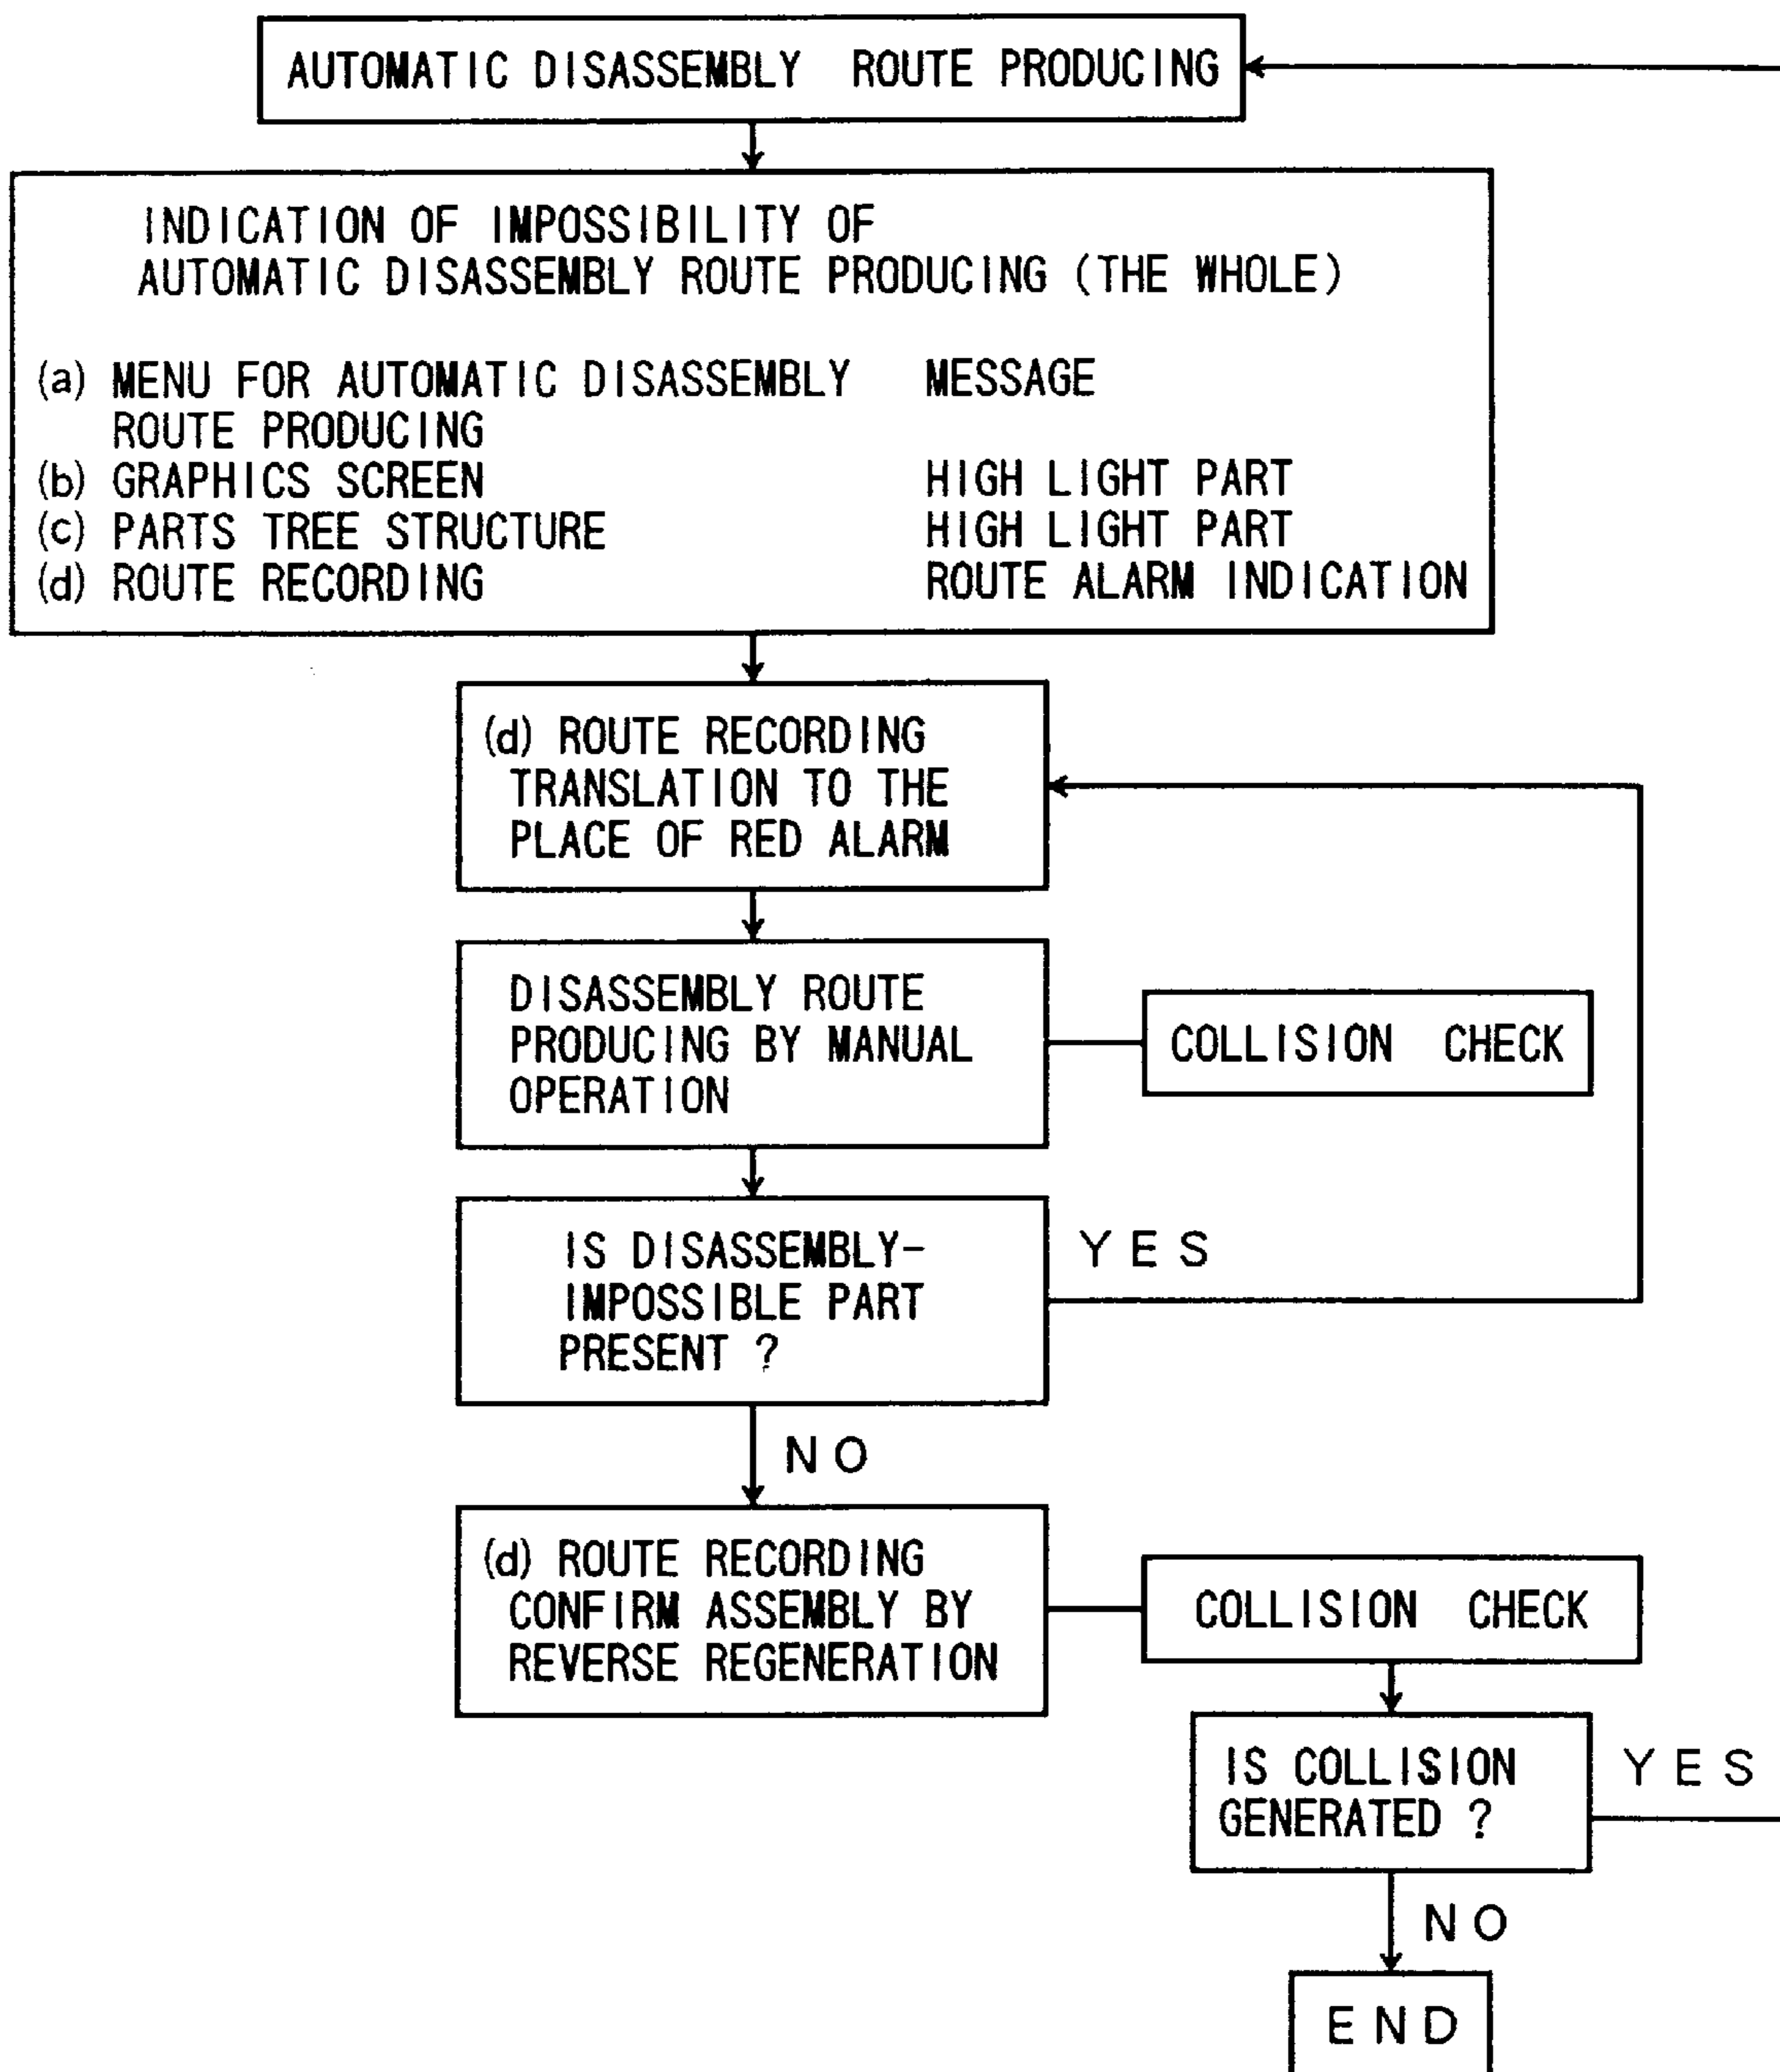 AUTOMATIC DISASSEMBLY ROUTE PRODUCING
INDICATION OF IMPOSSIBILITY OF
AUTOMATIC DISASSEMBLY ROUTE PRODUCING (THE WHOLE)
(a) MENU FOR AUTOMATIC DISASSEMBLY MESSAGE
ROUTE PRODUCING
(b) GRAPHICS SCREEN HIGH LIGHT PART
(c) PARTS TREE STRUCTURE HIGH LIGHT PART
(d) ROUTE RECORDING ROUTE ALARM INDICATION
(d) ROUTE RECORDING
TRANSLATION TO THE
PLACE OF RED ALARM
DISASSEMBLY ROUTE
PRODUCING BY MANUAL
OPERATION
COLLISION CHECK
IS DISASSEMBLY-
IMPOSSIBLE PART
PRESENT ?
YES
NO
(d) ROUTE RECORDING
CONFIRM ASSEMBLY BY
REVERSE REGENERATION
COLLISION CHECK
IS COLLISION
GENERATED ?
YES
NO
END